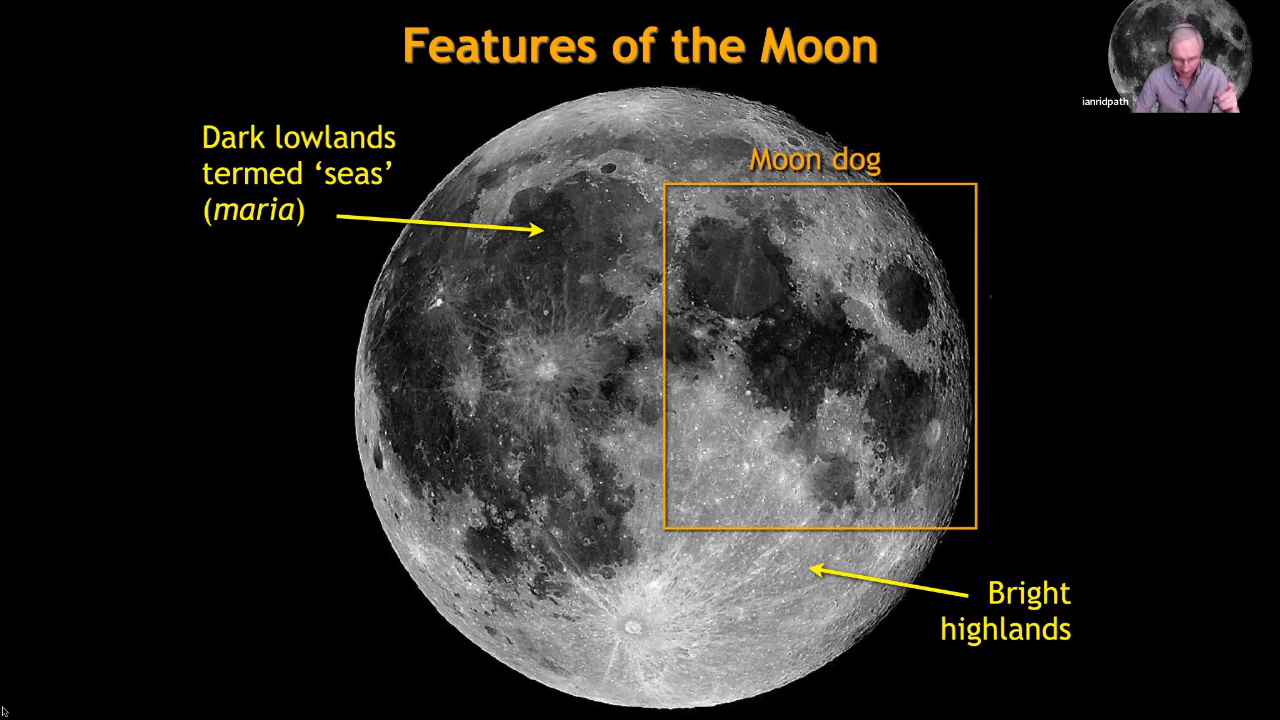 Features of the Moon
ianridpath
Dark lowlands
termed ‘seas’
(maria)
Moon dog
Bright
highlands